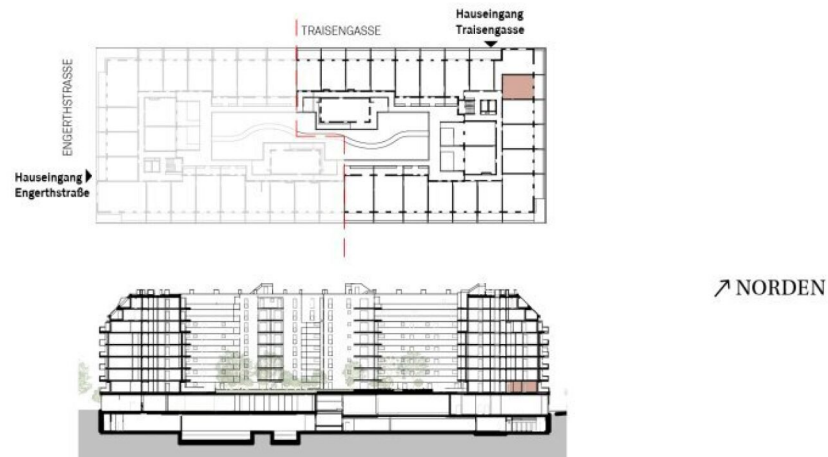 Hauseingang
Traisengasse
TRAISENGASSE
ENGERTHSTRASSE
Hauseingang
Engerthstraße
NORDEN